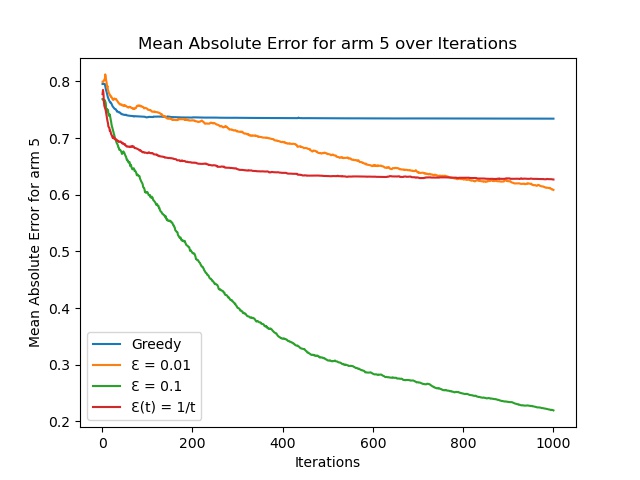 Mean Absolute Error for arm 5 over Iterations
Mean Absolute Error for arm 5
0.8
0.7
0.6
0.5
0.4
0.3
0.2
Greedy
Ɛ = 0.01
Ɛ = 0.1
Ɛ(t) = 1/t
0 200 400 600 800 1000
Iterations